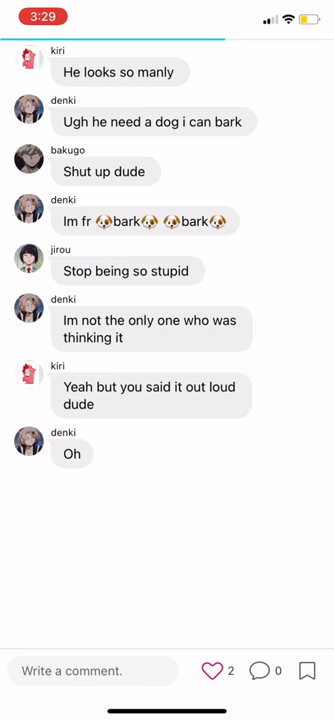 3:29
kiri
He looks so manly
denki
Ugh he need a dog i can bark
bakugo
Shut up dude
denki
Im fr 🐶bark🐶 🐶bark🐶
jirou
Stop being so stupid
denki
Im not the only one who was
thinking it
kiri
Yeah but you said it out loud
dude
denki
Oh
Write a comment.
2
0